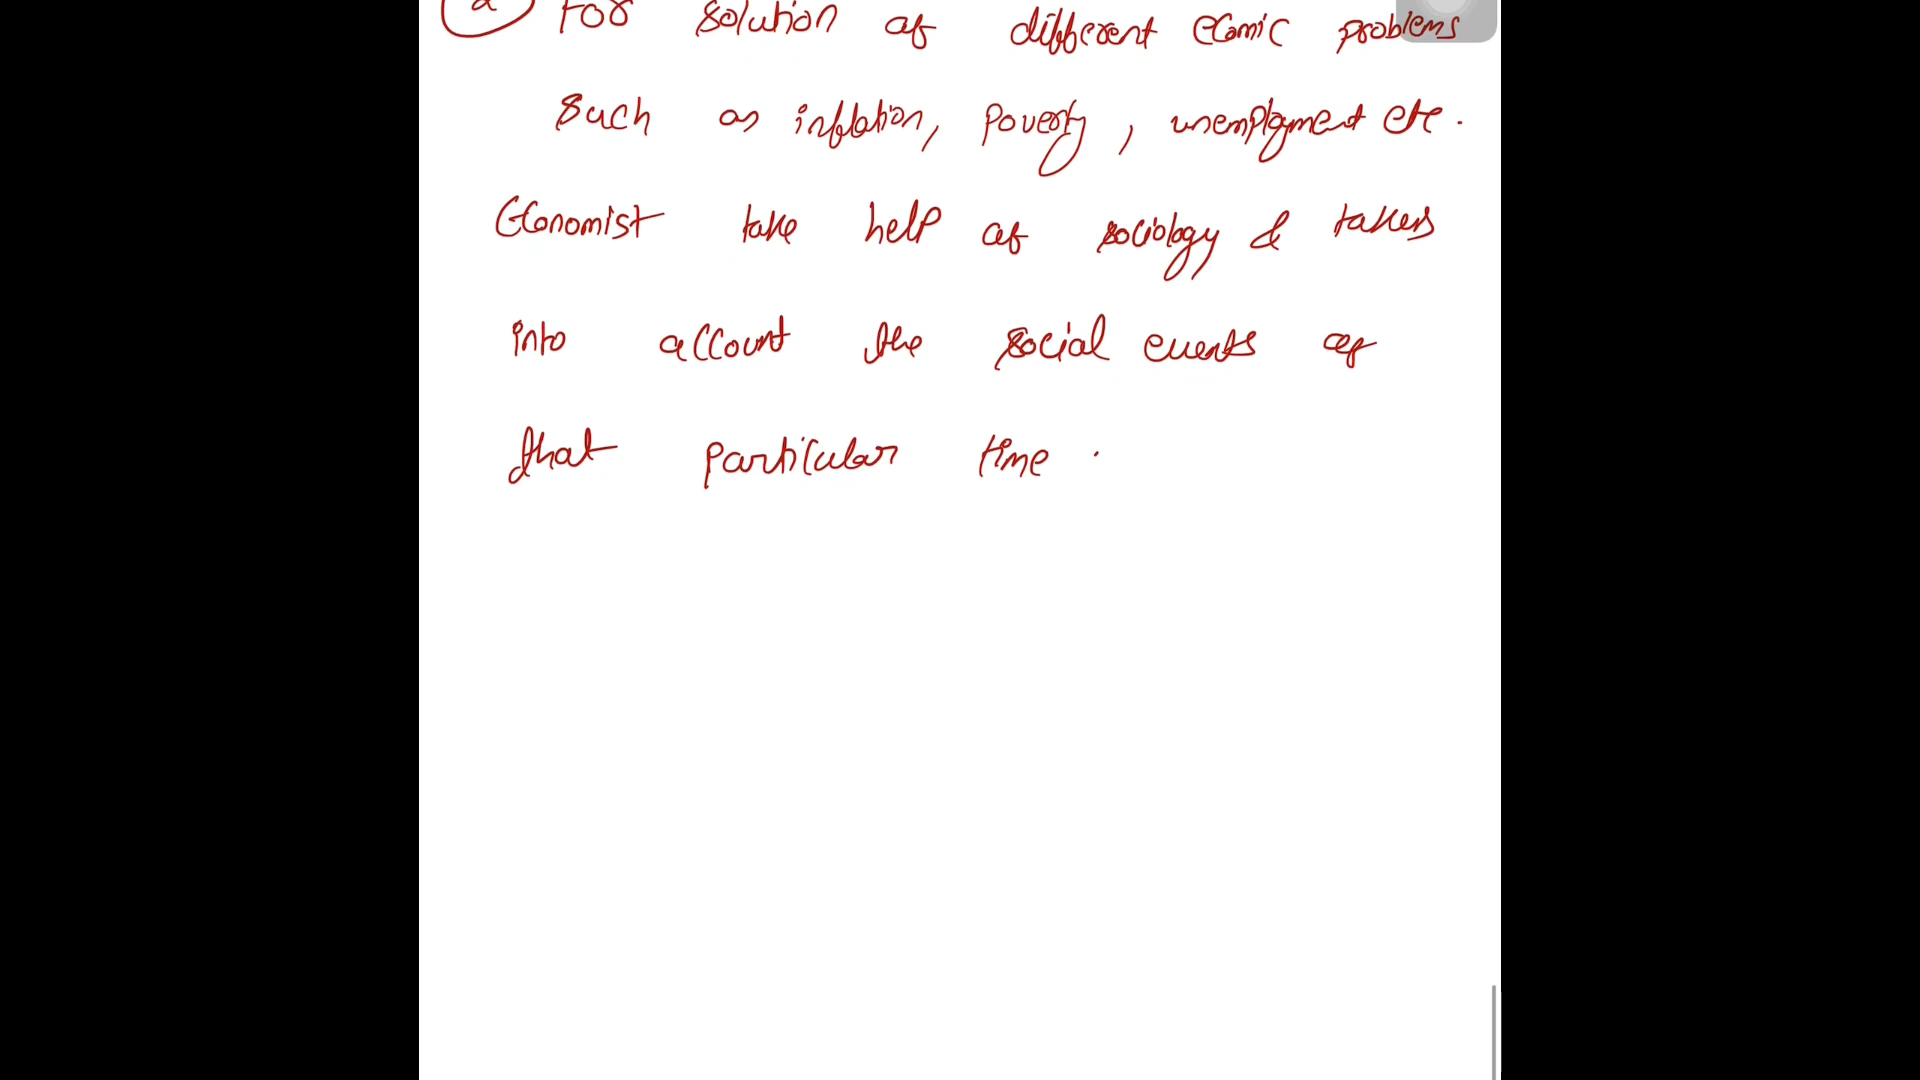 2 For solution of different ecomic problems
Such as inflation, Poverty, unemployment etc.
Economist take help of sociology & takes
into account the social events of
that particular time.